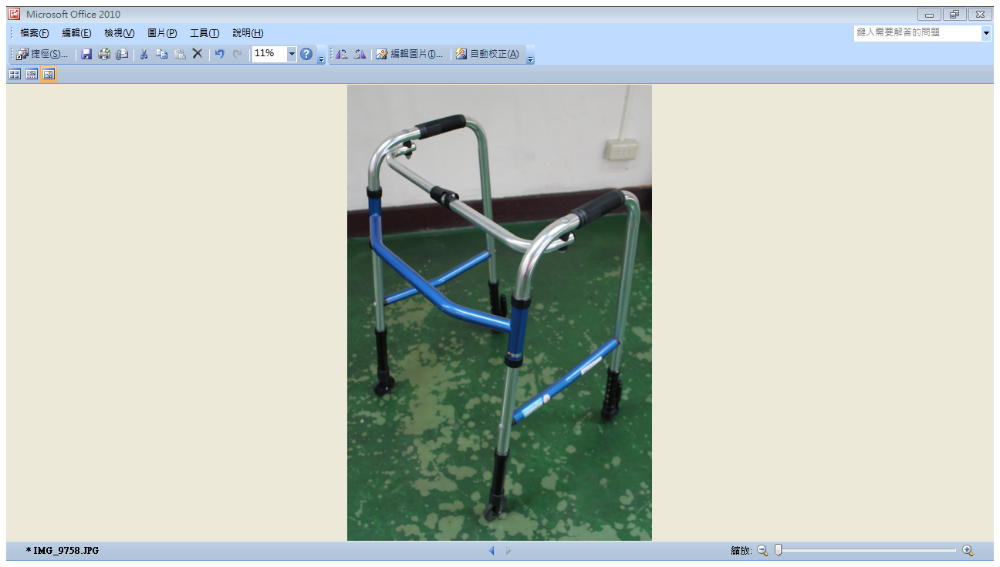 Microsoft Office 2010
檔案(F) 編輯(E) 檢視(V) 圖片(P) 工具(T) 說明(H) 鍵入需要解答的問題
捷徑(S)... 11% 編輯圖片(I)... 自動校正(A)
* IMG_9758.JPG 縮放: